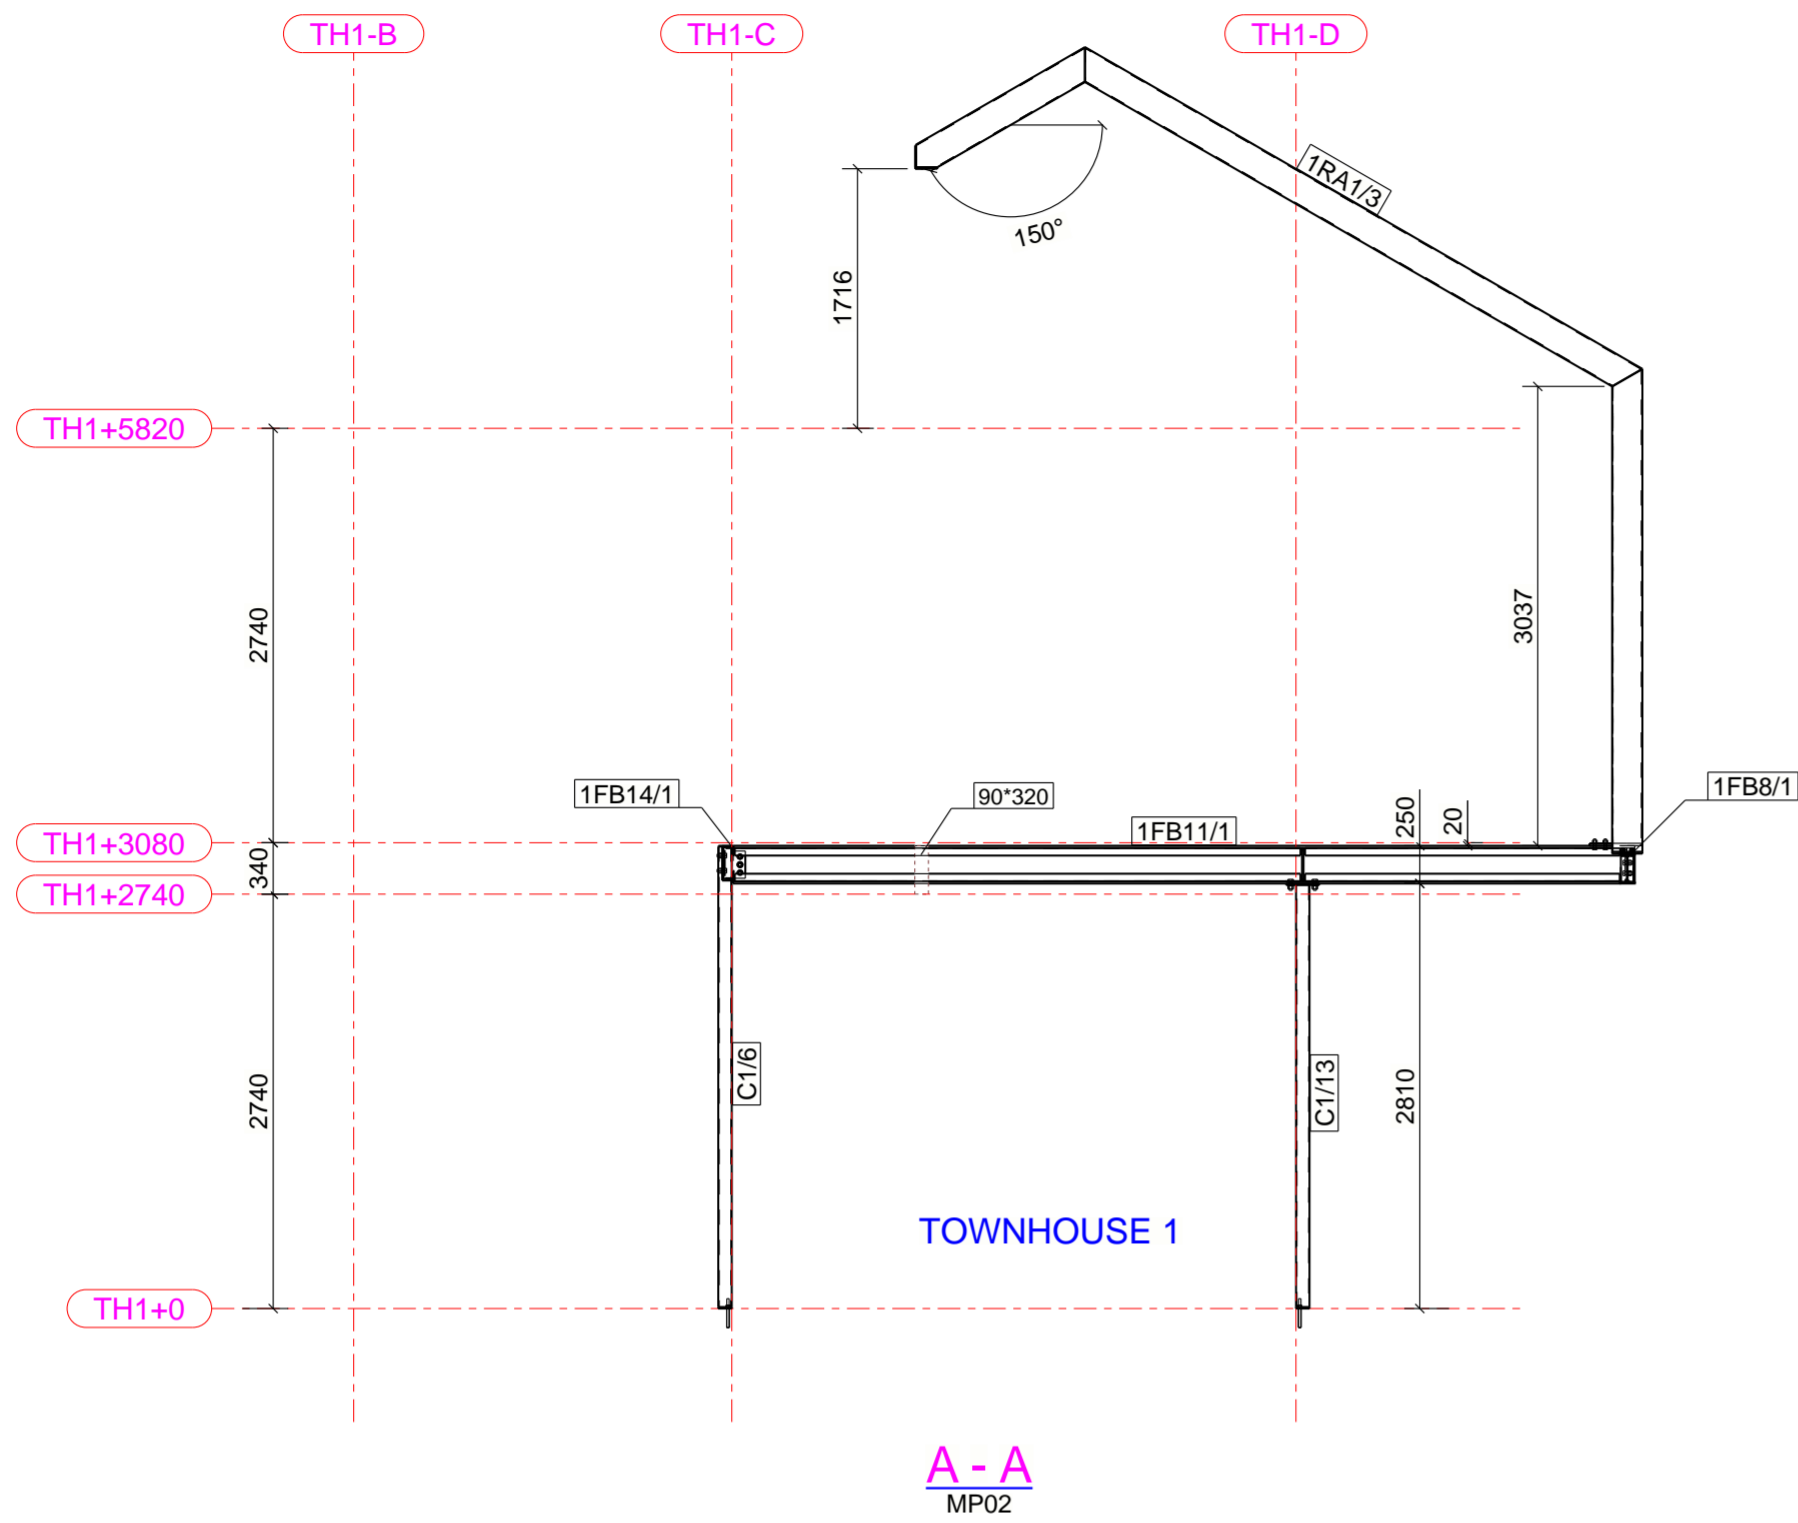 TH1-B
TH1-C
TH1-D
1RA1/3
150°
1716
TH1+5820
2740
3037
1FB14/1
90*320
1FB11/1
250
20
1FB8/1
TH1+3080
340
TH1+2740
2740
C1/6
C1/13
2810
TOWNHOUSE 1
TH1+0
A - A
MP02